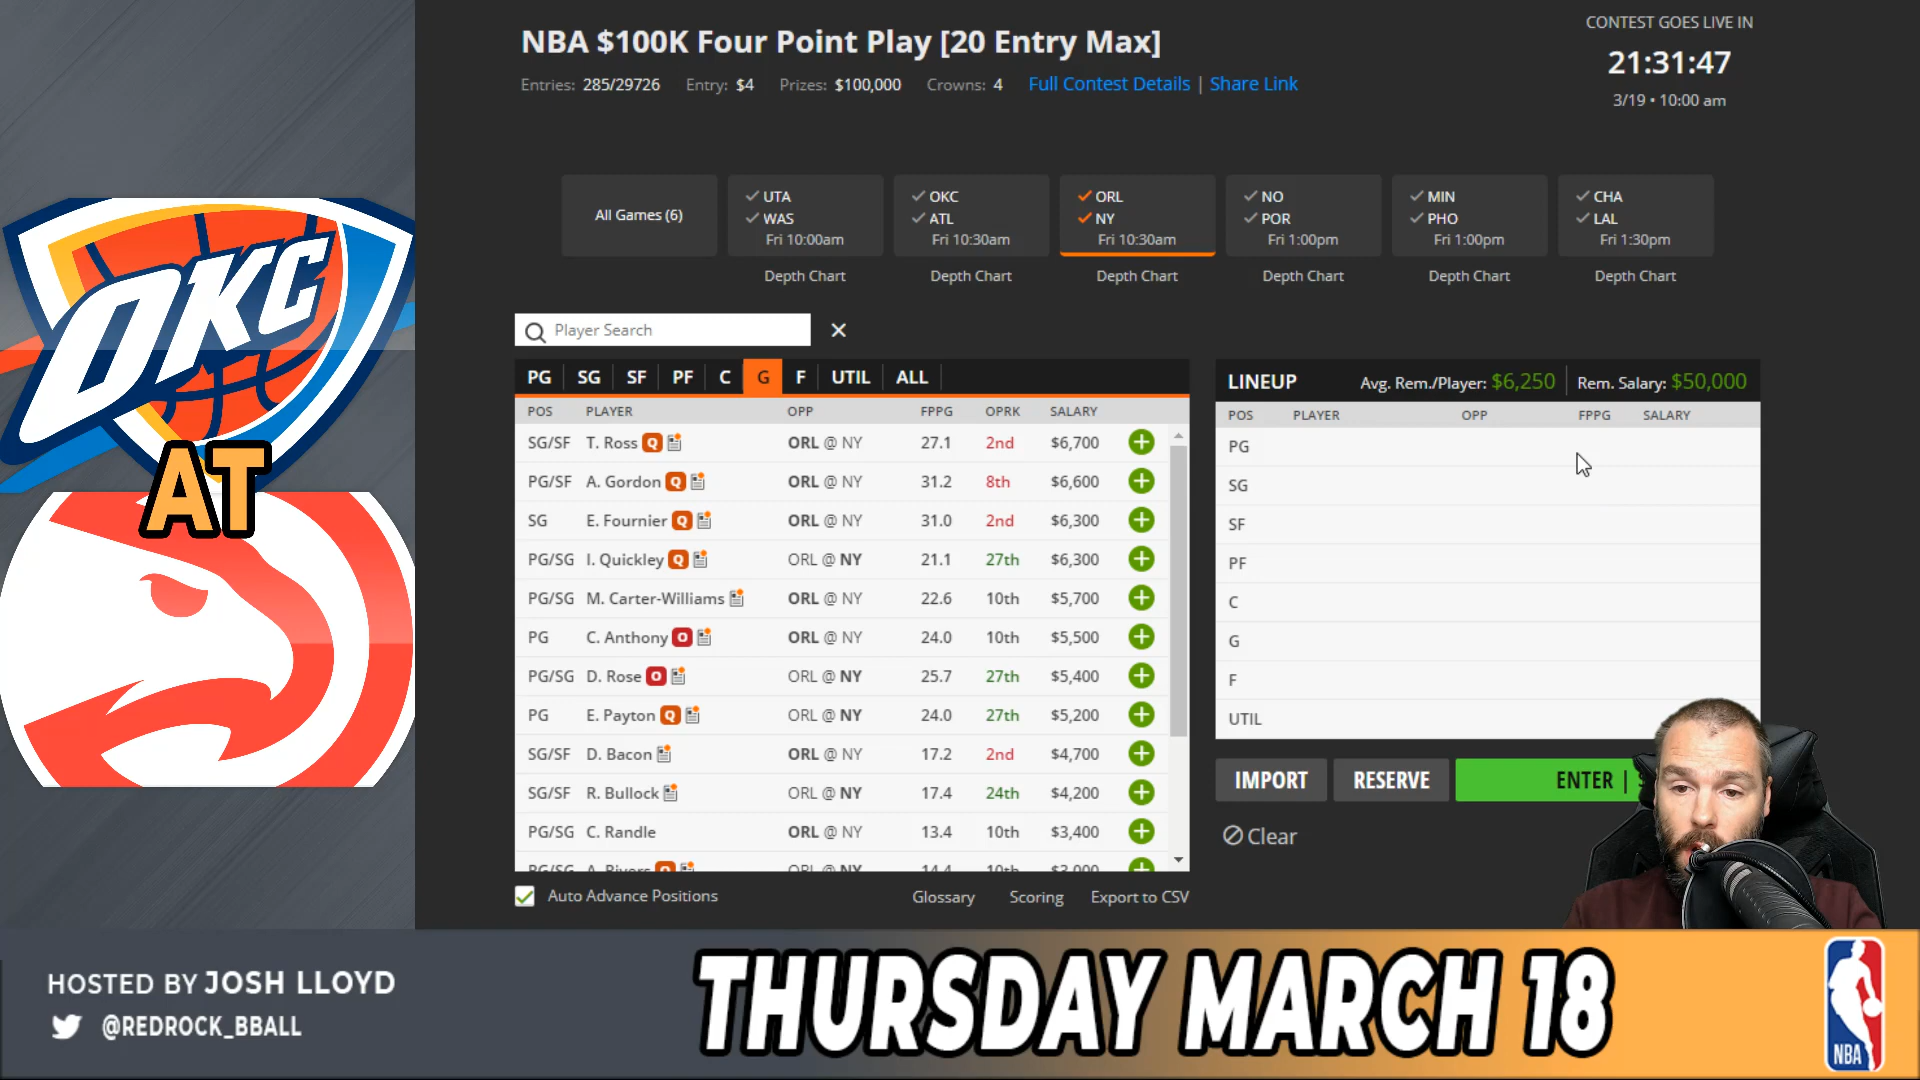 NBA $100K Four Point Play [20 Entry Max]
Entries: 285/29726 Entry: $4 Prizes: $100,000 Crowns: 4 Full Contest Details | Share Link
CONTEST GOES LIVE IN
21:31:47
3/19 • 10:00 am
All Games (6)
UTA
WAS
Fri 10:00am
Depth Chart
OKC
ATL
Fri 10:30am
Depth Chart
ORL
NY
Fri 10:30am
Depth Chart
NO
POR
Fri 1:00pm
Depth Chart
MIN
PHO
Fri 1:00pm
Depth Chart
CHA
LAL
Fri 1:30pm
Depth Chart
Player Search
PG SG SF PF C G F UTIL ALL
POS PLAYER OPP FPPG OPRK SALARY
SG/SF T. Ross Q ORL @ NY 27.1 2nd $6,700
PG/SF A. Gordon Q ORL @ NY 31.2 8th $6,600
SG E. Fournier Q ORL @ NY 31.0 2nd $6,300
PG/SG I. Quickley Q ORL @ NY 21.1 27th $6,300
PG/SG M. Carter-Williams ORL @ NY 22.6 10th $5,700
PG C. Anthony O ORL @ NY 24.0 10th $5,500
PG/SG D. Rose O ORL @ NY 25.7 27th $5,400
PG E. Payton Q ORL @ NY 24.0 27th $5,200
SG/SF D. Bacon ORL @ NY 17.2 2nd $4,700
SG/SF R. Bullock ORL @ NY 17.4 24th $4,200
PG/SG C. Randle ORL @ NY 13.4 10th $3,400
PG/SG A. Rivers Q ORL @ NY 14.4 10th $3,000
Auto Advance Positions
Glossary Scoring Export to CSV
LINEUP Avg. Rem./Player: $6,250 Rem. Salary: $50,000
POS PLAYER OPP FPPG SALARY
PG
SG
SF
PF
C
G
F
UTIL
IMPORT RESERVE ENTER |
Clear
OKC
AT
HOSTED BY JOSH LLOYD
@REDROCK_BBALL
THURSDAY MARCH 18
NBA